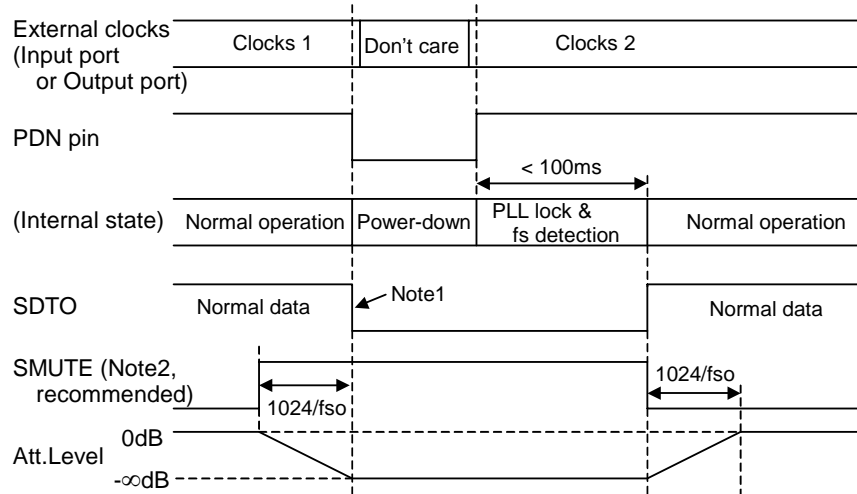 External clocks
(Input port
or Output port)
Clocks 1
Don't care
Clocks 2
PDN pin
< 100ms
(Internal state)
Normal operation
Power-down
PLL lock &
fs detection
Normal operation
SDTO
Normal data
Note1
Normal data
SMUTE (Note2,
recommended)
1024/fso
1024/fso
Att.Level
0dB
-∞dB